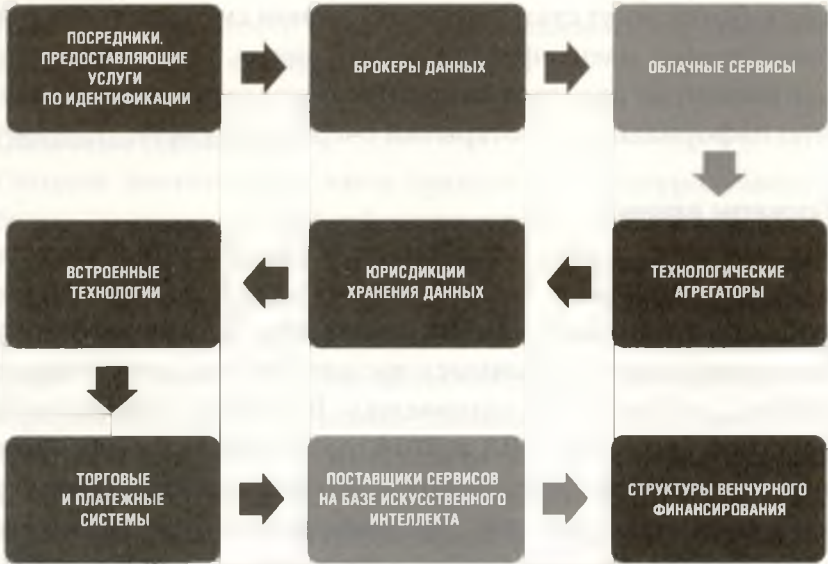 ПОСРЕДНИКИ,
ПРЕДОСТАВЛЯЮЩИЕ
УСЛУГИ
ПО ИДЕНТИФИКАЦИИ
БРОКЕРЫ ДАННЫХ
ОБЛАЧНЫЕ СЕРВИСЫ
ВСТРОЕННЫЕ
ТЕХНОЛОГИИ
ЮРИСДИКЦИИ
ХРАНЕНИЯ ДАННЫХ
ТЕХНОЛОГИЧЕСКИЕ
АГРЕГАТОРЫ
ТОРГОВЫЕ
И ПЛАТЕЖНЫЕ
СИСТЕМЫ
ПОСТАВЩИКИ СЕРВИСОВ
НА БАЗЕ ИСКУССТВЕННОГО
ИНТЕЛЛЕКТА
СТРУКТУРЫ ВЕНЧУРНОГО
ФИНАНСИРОВАНИЯ